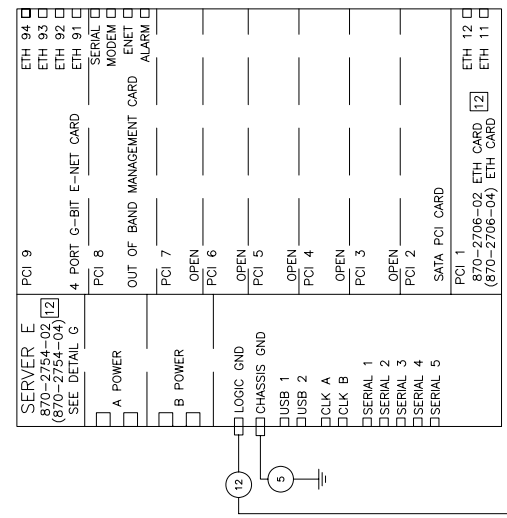 SERVER E
870-2754-02 12
(870-2754-04)
SEE DETAIL G
A POWER
B POWER
LOGIC GND
CHASSIS GND
USB 1
USB 2
CLK A
CLK B
SERIAL 1
SERIAL 2
SERIAL 3
SERIAL 4
SERIAL 5
12
5
PCI 9
4 PORT G-BIT E-NET CARD
ETH 94
ETH 93
ETH 92
ETH 91
PCI 8
OUT OF BAND MANAGEMENT CARD
SERIAL
MODEM
ENET
ALARM
PCI 7
OPEN
PCI 6
OPEN
PCI 5
OPEN
PCI 4
OPEN
PCI 3
OPEN
PCI 2
SATA PCI CARD
PCI 1
870-2706-02 ETH CARD 12
(870-2706-04) ETH CARD
ETH 12
ETH 11